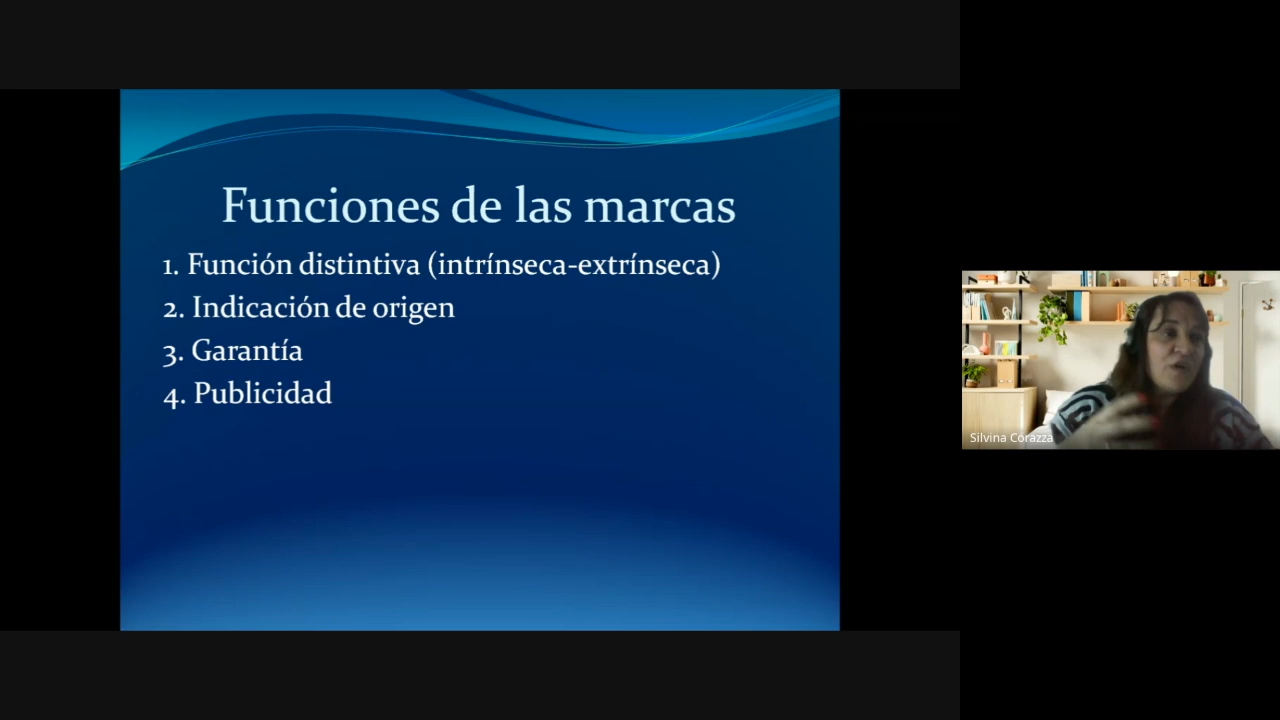 Funciones de las marcas
1. Función distintiva (intrínseca-extrínseca)
2. Indicación de origen
3. Garantía
4. Publicidad
Silvina Corazza